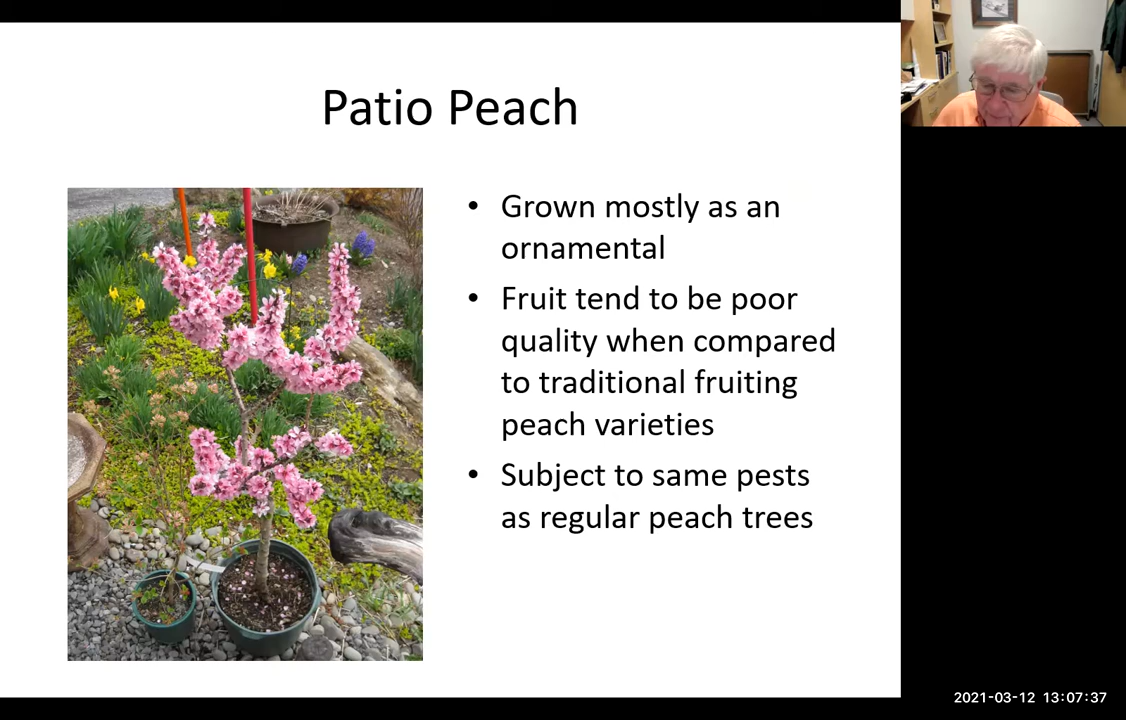 Patio Peach
• Grown mostly as an
ornamental
• Fruit tend to be poor
quality when compared
to traditional fruiting
peach varieties
• Subject to same pests
as regular peach trees
2021-03-12 13:07:37